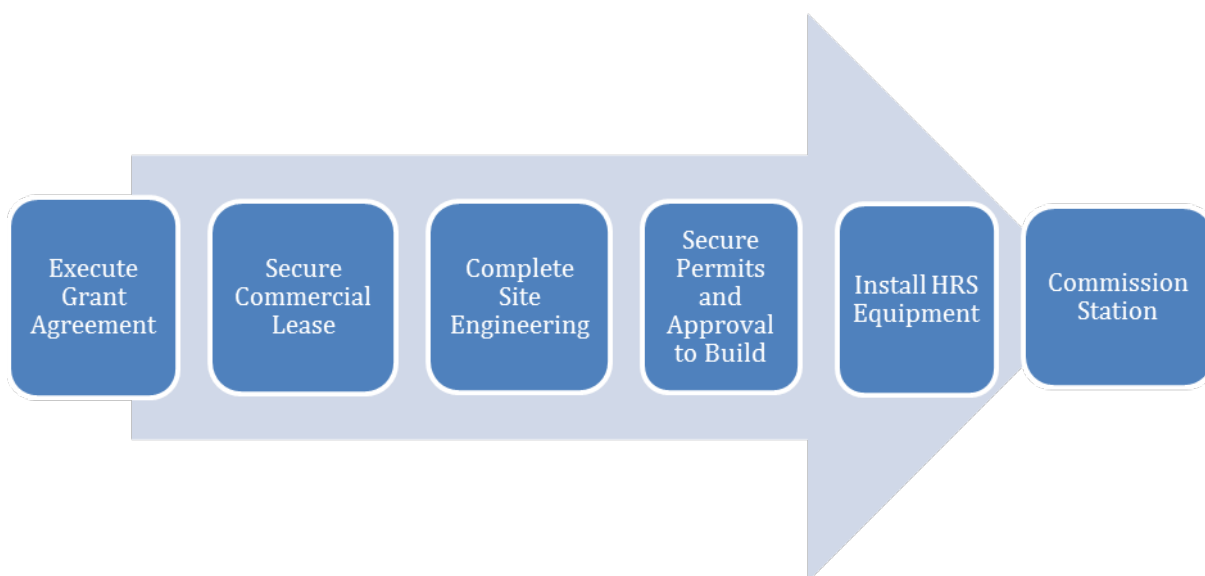 Execute
Grant
Agreement
Secure
Commercial
Lease
Complete
Site
Engineering
Secure
Permits
and
Approval
to Build
Install HRS
Equipment
Commission
Station